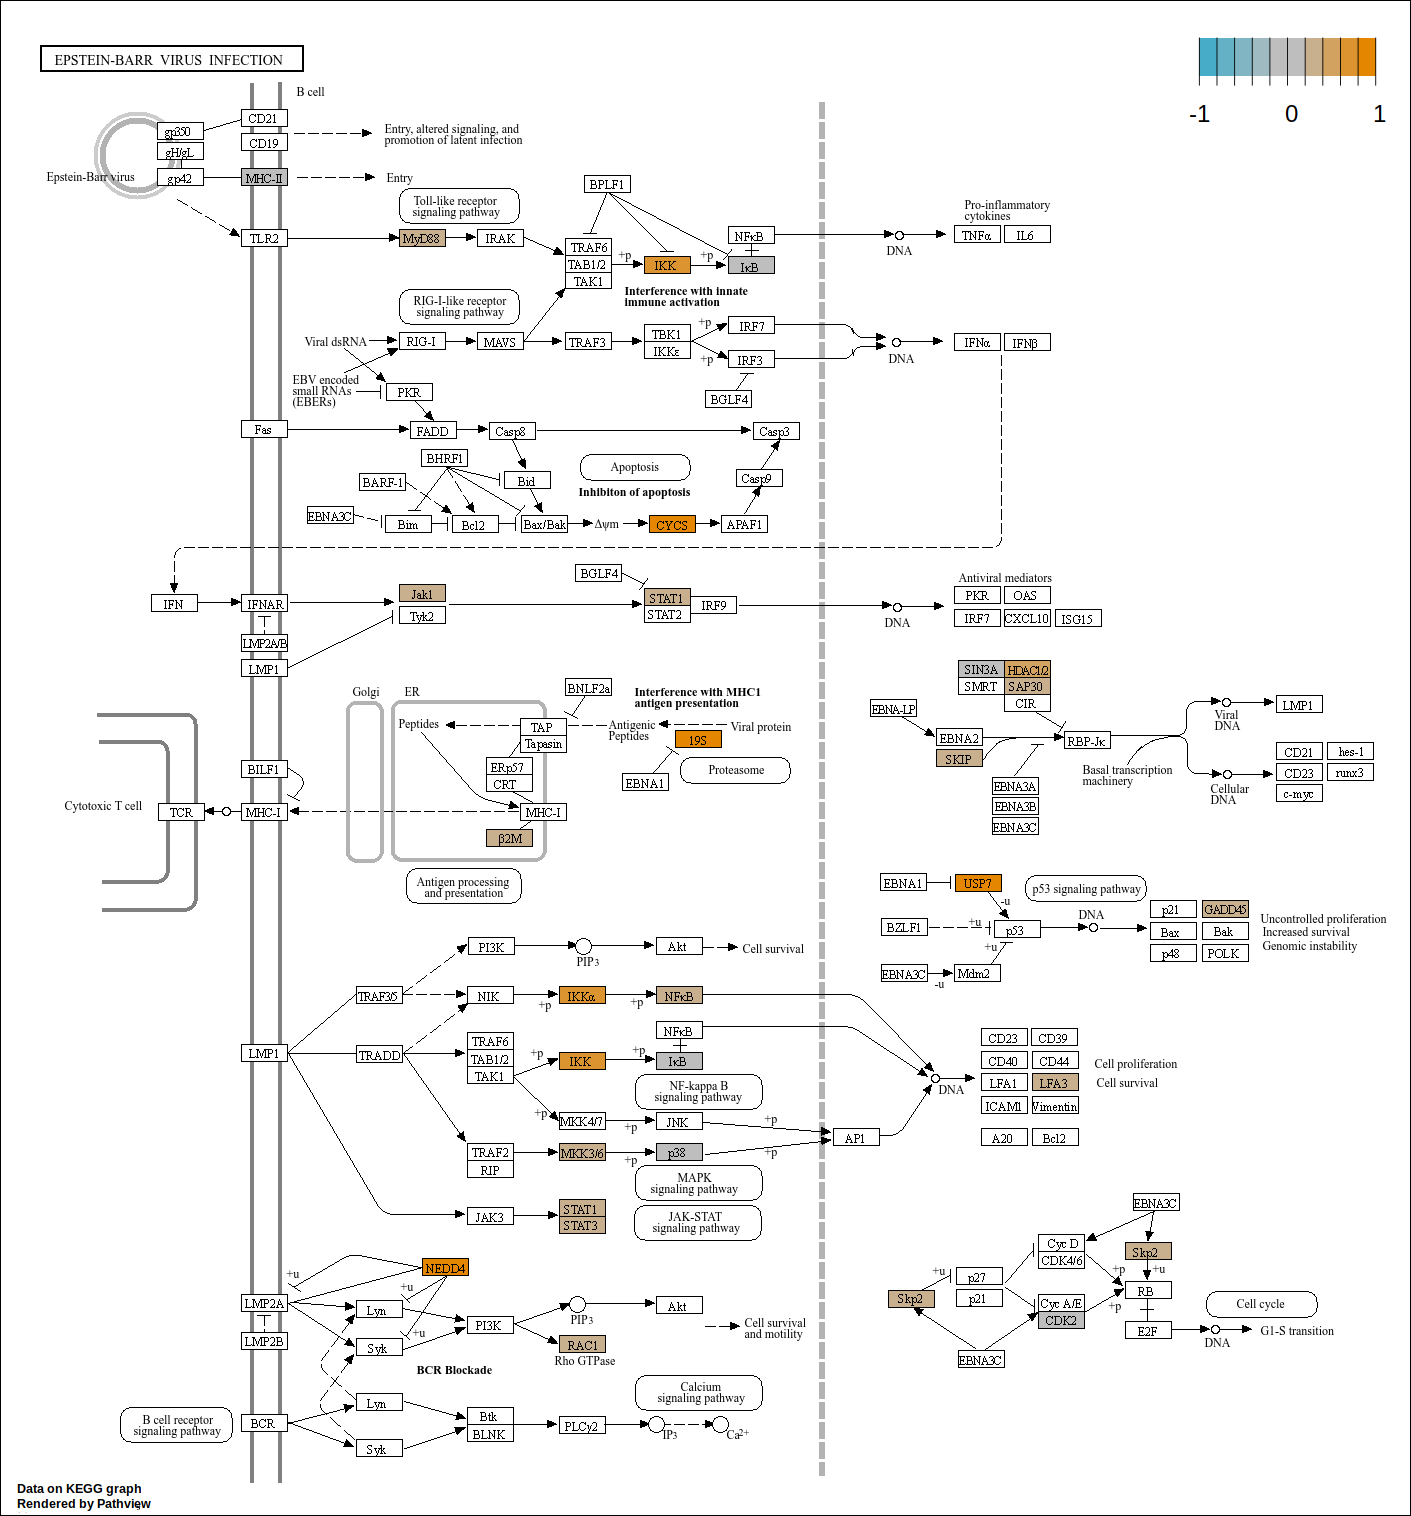 EPSTEIN-BARR VIRUS INFECTION
-1 0 1
B cell
gp350
CD21
gH/gL
CD19
Entry, altered signaling, and
promotion of latent infection
Epstein-Barr virus
gp42
MHC-II
Entry
BPLF1
Toll-like receptor
signaling pathway
Pro-inflammatory
cytokines
TLR2
MyD88
IRAK
TRAF6
TAB1/2
TAK1
+p
IKK
+p
NFκB
IκB
DNA
TNFα
IL6
Interference with innate
immune activation
RIG-I-like receptor
signaling pathway
Viral dsRNA
RIG-I
MAVS
TRAF3
TBK1
IKKε
+p
+p
IRF7
IRF3
DNA
IFNα
IFNβ
EBV encoded
small RNAs
(EBERs)
PKR
BGLF4
Fas
FADD
Casp8
Casp3
BHRF1
Apoptosis
BARF-1
Bid
Casp9
Inhibiton of apoptosis
EBNA3C
Bim
Bcl2
Bax/Bak
Δψm
CYCS
APAF1
BGLF4
Antiviral mediators
IFN
IFNAR
Jak1
Tyk2
STAT1
STAT2
IRF9
DNA
PKR
OAS
IRF7
CXCL10
ISG15
LMP2A/B
LMP1
Golgi
ER
BNLF2a
Interference with MHC1
antigen presentation
Peptides
TAP
Tapasin
Antigenic
Peptides
Viral protein
19S
ERp57
CRT
EBNA1
Proteasome
BILF1
Cytotoxic T cell
TCR
MHC-I
MHC-I
β2M
Antigen processing
and presentation
SIN3A
HDAC1/2
SMRT
SAP30
CIR
EBNA-LP
EBNA2
SKIP
RBP-Jκ
Viral
DNA
LMP1
Basal transcription
machinery
Cellular
DNA
CD21
hes-1
CD23
runx3
c-myc
EBNA3A
EBNA3B
EBNA3C
EBNA1
USP7
p53 signaling pathway
-u
BZLF1
+u
p53
DNA
+u
EBNA3C
-u
Mdm2
p21
GADD45
Bax
Bak
p48
POLK
Uncontrolled proliferation
Increased survival
Genomic instability
PI3K
PIP3
Akt
Cell survival
TRAF3/5
NIK
+p
IKKα
+p
NFκB
LMP1
TRADD
TRAF6
TAB1/2
TAK1
+p
IKK
+p
NFκB
IκB
NF-kappa B
signaling pathway
+p
MKK4/7
+p
JNK
+p
TRAF2
RIP
MKK3/6
+p
p38
+p
MAPK
signaling pathway
AP1
DNA
CD23
CD39
CD40
CD44
LFA1
LFA3
ICAM1
Vimentin
A20
Bcl2
Cell proliferation
Cell survival
JAK3
STAT1
STAT3
JAK-STAT
signaling pathway
NEDD4
+u
+u
LMP2A
Lyn
+u
PI3K
PIP3
Akt
LMP2B
Syk
RAC1
Rho GTPase
Cell survival
and motility
BCR Blockade
Calcium
signaling pathway
B cell receptor
signaling pathway
BCR
Lyn
Syk
Btk
BLNK
PLCγ2
IP3
Ca2+
EBNA3C
Cyc D
CDK4/6
Skp2
+u
p27
p21
+p
+u
RB
Skp2
Cyc A/E
CDK2
+p
E2F
Cell cycle
DNA
G1-S transition
EBNA3C
Data on KEGG graph
Rendered by Pathview